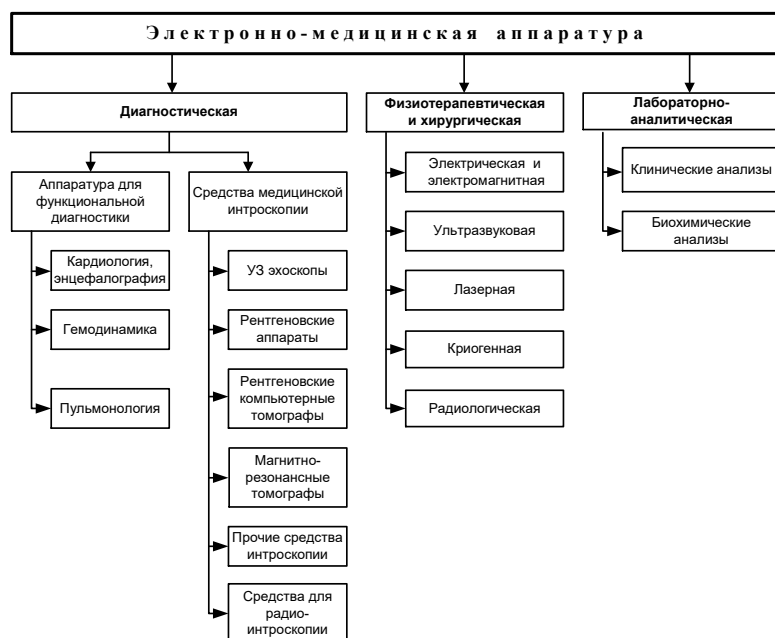 Электронно-медицинская аппаратура
Диагностическая
Физиотерапевтическая
и хирургическая
Лабораторно-
аналитическая
Аппаратура для
функциональной
диагностики
Кардиология,
энцефалография
Гемодинамика
Пульмонология
Средства медицинской
интроскопии
УЗ эхоскопы
Рентгеновские
аппараты
Рентгеновские
компьютерные
томографы
Магнитно-
резонансные
томографы
Прочие средства
интроскопии
Средства для
радио-
интроскопии
Электрическая и
электромагнитная
Ультразвуковая
Лазерная
Криогенная
Радиологическая
Клинические анализы
Биохимические
анализы